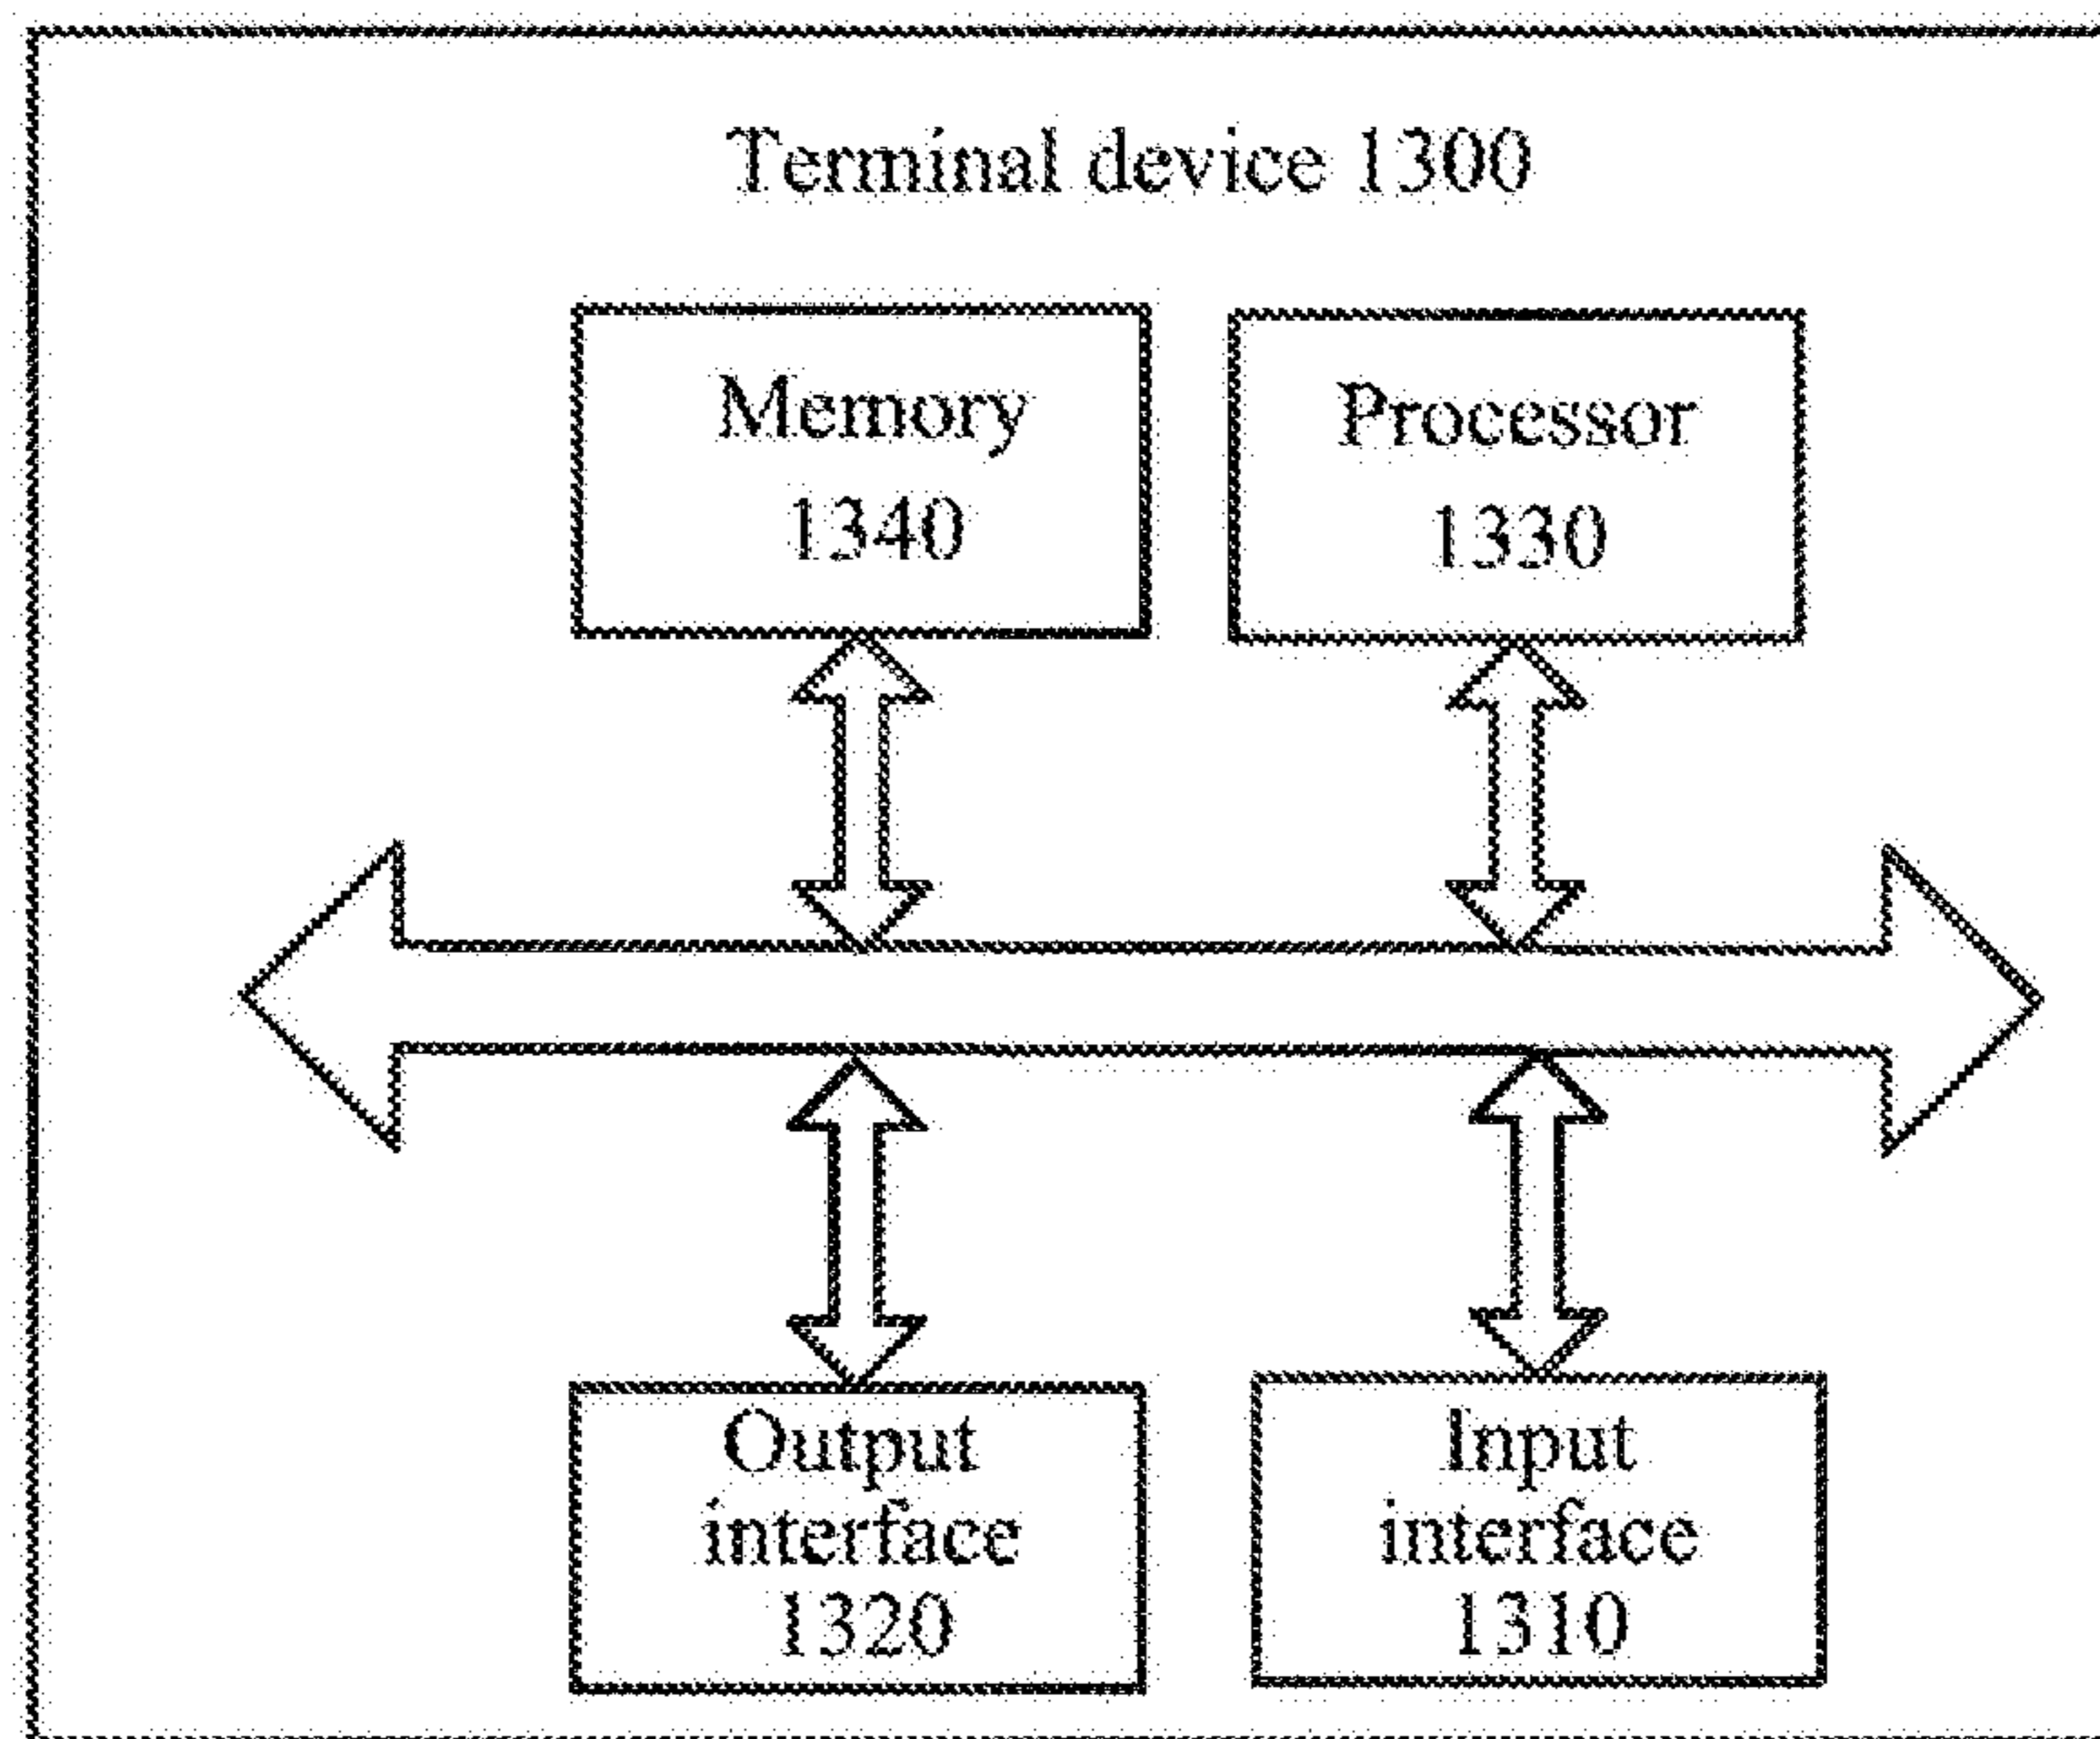 Terminal device 1300
Memory
1340
Processor
1330
Output
interface
1320
Input
interface
1310